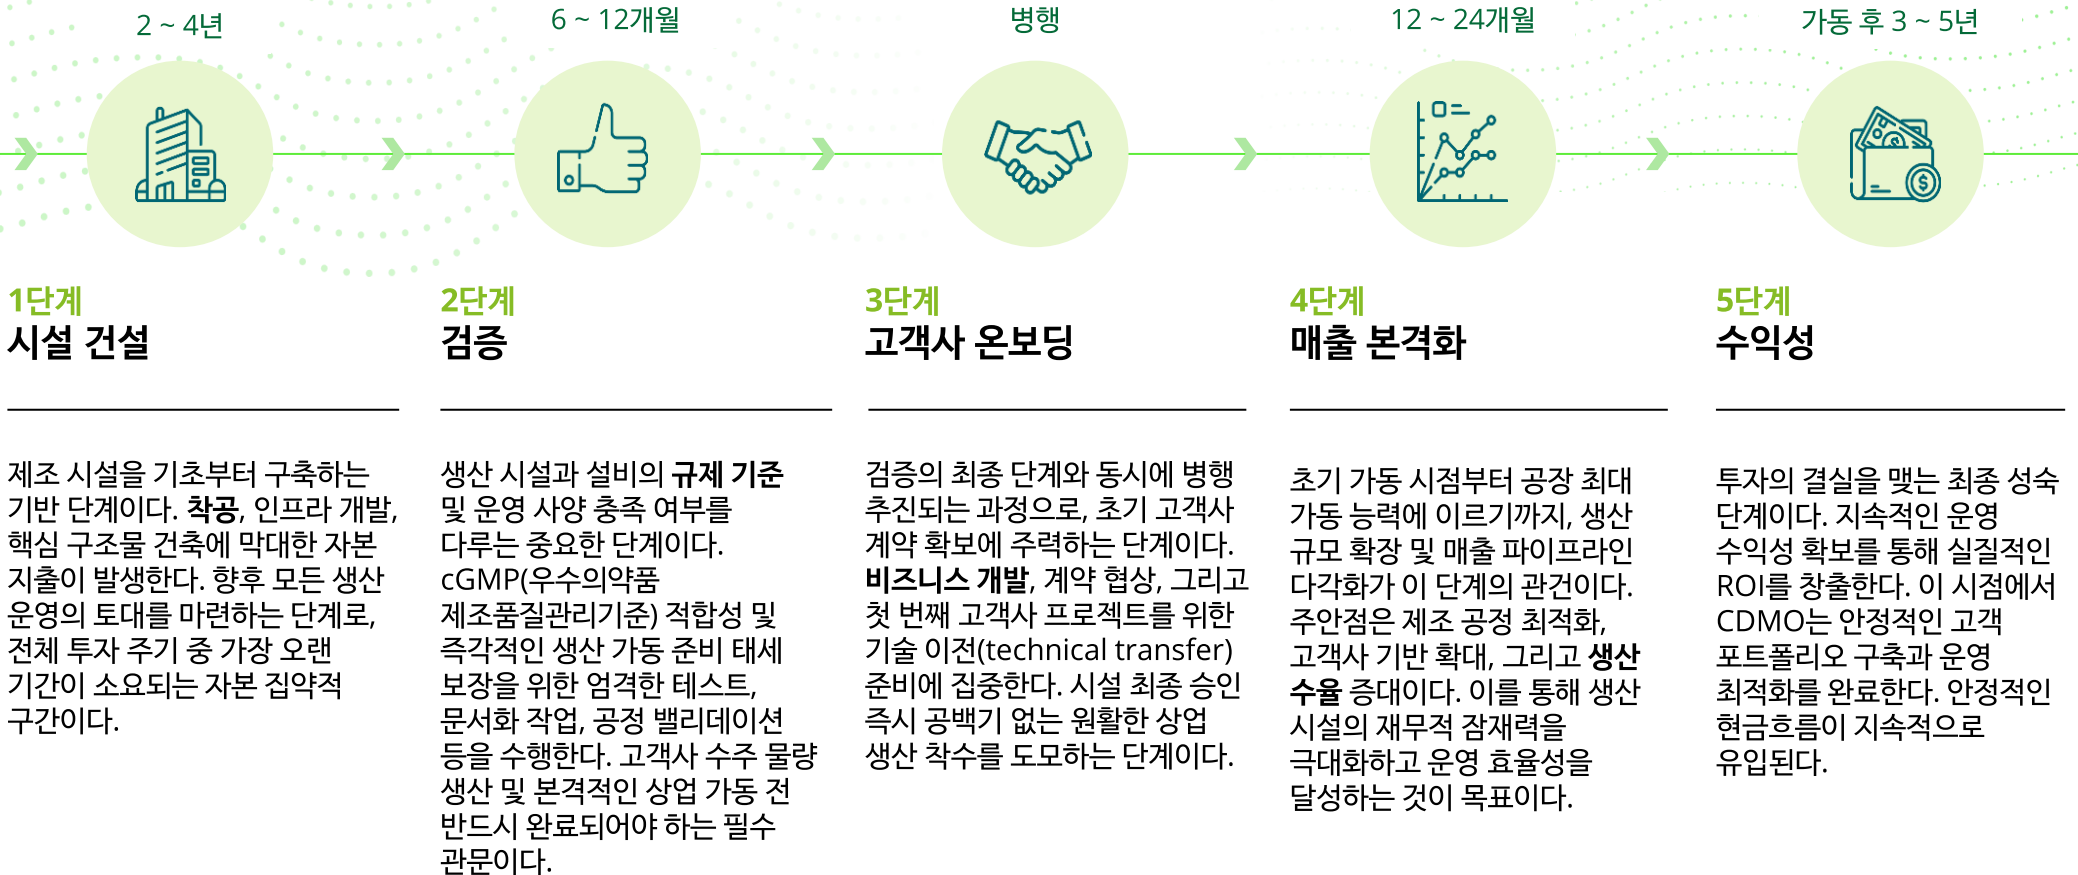 2 ~ 4년
6 ~ 12개월
병행
12 ~ 24개월
가동 후 3 ~ 5년
1단계
시설 건설
제조 시설을 기초부터 구축하는
기반 단계이다. 착공, 인프라 개발,
핵심 구조물 건축에 막대한 자본
지출이 발생한다. 향후 모든 생산
운영의 토대를 마련하는 단계로,
전체 투자 주기 중 가장 오랜
기간이 소요되는 자본 집약적
구간이다.
2단계
검증
생산 시설과 설비의 규제 기준
및 운영 사양 충족 여부를
다루는 중요한 단계이다.
cGMP(우수의약품
제조품질관리기준) 적합성 및
즉각적인 생산 가동 준비 태세
보장을 위한 엄격한 테스트,
문서화 작업, 공정 밸리데이션
등을 수행한다. 고객사 수주 물량
생산 및 본격적인 상업 가동 전
반드시 완료되어야 하는 필수
관문이다.
3단계
고객사 온보딩
검증의 최종 단계와 동시에 병행
추진되는 과정으로, 초기 고객사
계약 확보에 주력하는 단계이다.
비즈니스 개발, 계약 협상, 그리고
첫 번째 고객사 프로젝트를 위한
기술 이전(technical transfer)
준비에 집중한다. 시설 최종 승인
즉시 공백기 없는 원활한 상업
생산 착수를 도모하는 단계이다.
4단계
매출 본격화
초기 가동 시점부터 공장 최대
가동 능력에 이르기까지, 생산
규모 확장 및 매출 파이프라인
다각화가 이 단계의 관건이다.
주안점은 제조 공정 최적화,
고객사 기반 확대, 그리고 생산
수율 증대이다. 이를 통해 생산
시설의 재무적 잠재력을
극대화하고 운영 효율성을
달성하는 것이 목표이다.
5단계
수익성
투자의 결실을 맺는 최종 성숙
단계이다. 지속적인 운영
수익성 확보를 통해 실질적인
ROI를 창출한다. 이 시점에서
CDMO는 안정적인 고객
포트폴리오 구축과 운영
최적화를 완료한다. 안정적인
현금흐름이 지속적으로
유입된다.